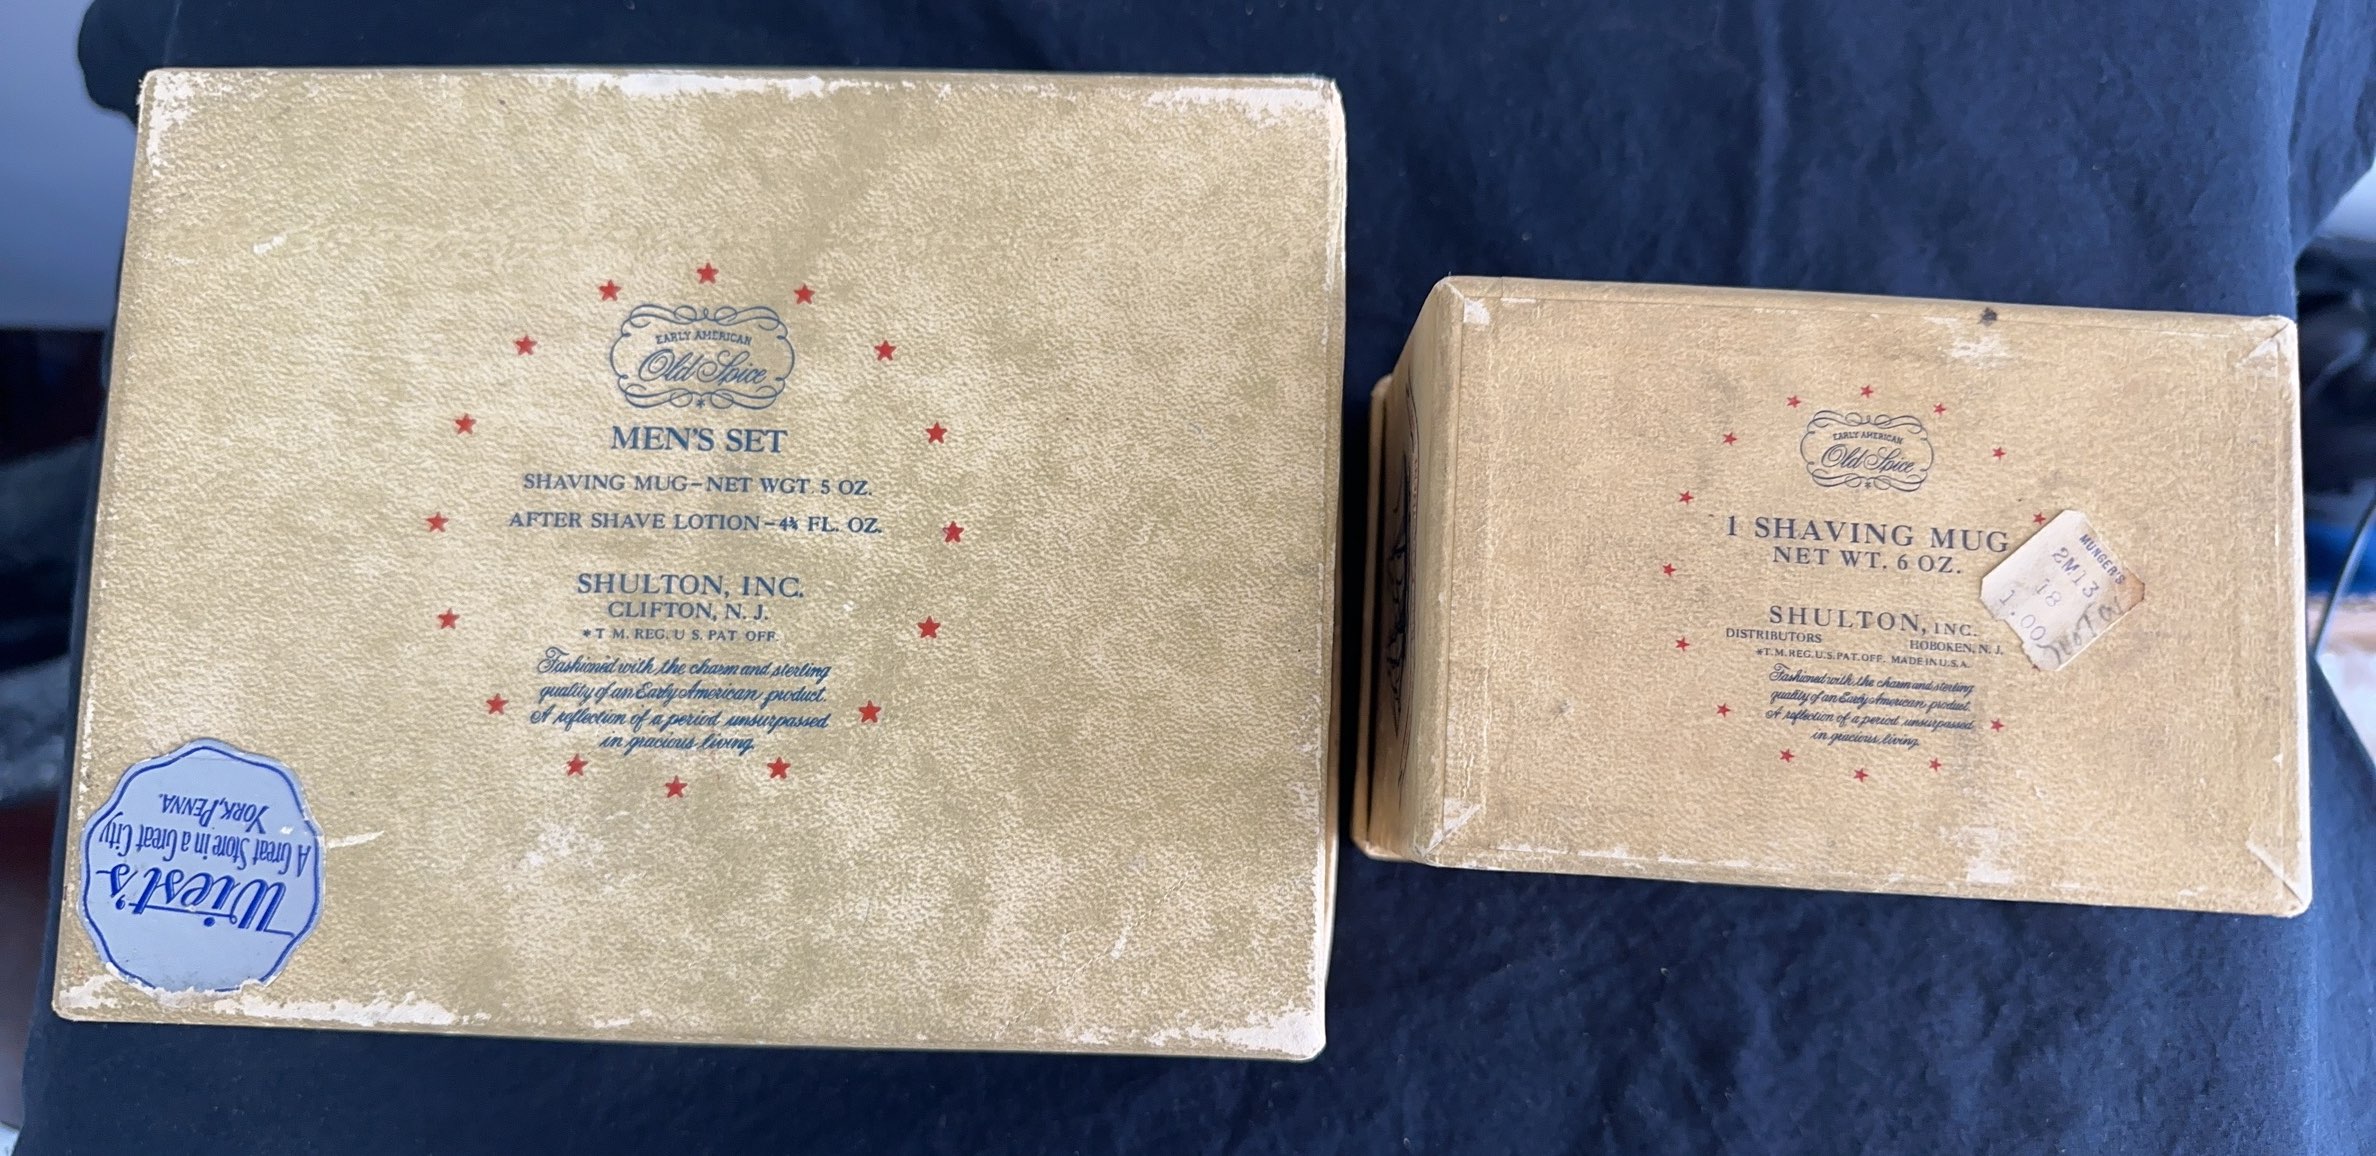 EARLY AMERICAN
Old Spice
*
MEN'S SET
SHAVING MUG-NET WGT. 5 OZ.
AFTER SHAVE LOTION-4¾ FL. OZ.
SHULTON, INC.
CLIFTON, N. J.
*T M. REG. U S. PAT. OFF.
Fashioned with the charm and sterling
quality of an Early American product.
A reflection of a period unsurpassed
in gracious living.
Wiest's
A Great Store in a Great City
YORK, PENNA.
EARLY AMERICAN
Old Spice
*
1 SHAVING MUG
NET WT. 6 OZ.
SHULTON, INC.
DISTRIBUTORS HOBOKEN, N. J.
*T.M.REG.U.S.PAT.OFF. MADE IN U.S.A.
Fashioned with the charm and sterling
quality of an Early American product.
A reflection of a period unsurpassed
in gracious living.
MUNGER'S
2M13
18
1.00